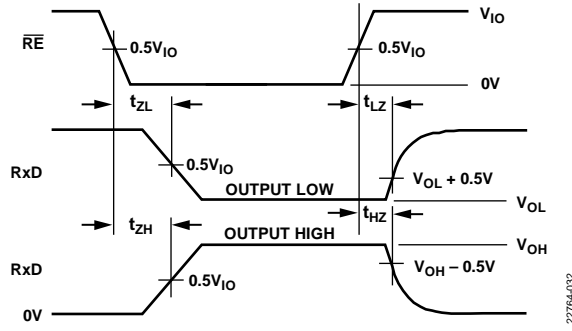 V_IO
RE
0.5V_IO
0.5V_IO
0V
t_ZL
t_LZ
0.5V_IO
RxD
V_OL + 0.5V
OUTPUT LOW
V_OL
t_ZH
t_HZ
OUTPUT HIGH
V_OH
RxD
0.5V_IO
V_OH – 0.5V
0V
22764-032